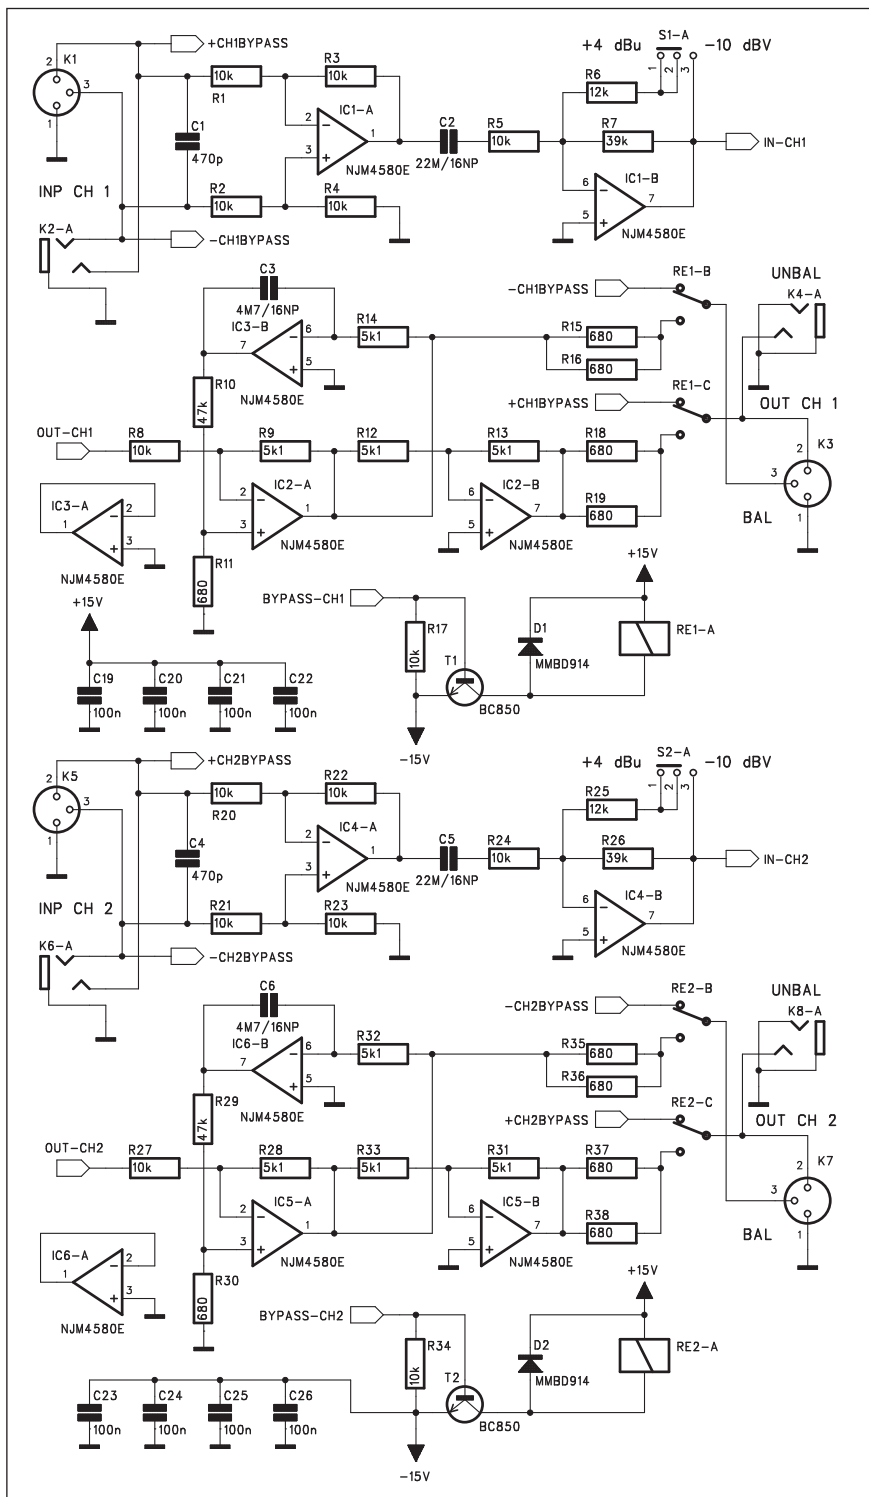 +CH1BYPASS
+4 dBu
S1-A
-10 dBV
2
K1
3
1
R3
10k
10k
R1
R6
12k
1
2
3
C1
470p
2
3
IC1-A
1
NJM4580E
C2
22M/16NP
R5
10k
R7
39k
IN-CH1
INP CH 1
R2
10k
R4
10k
6
5
IC1-B
7
NJM4580E
K2-A
-CH1BYPASS
C3
4M7/16NP
-CH1BYPASS
RE1-B
UNBAL
K4-A
IC3-B
7
6
5
NJM4580E
R14
5k1
R15
680
R16
680
R10
47k
+CH1BYPASS
RE1-C
OUT CH 1
OUT-CH1
R8
10k
R9
5k1
R12
5k1
R13
5k1
R18
680
2
K3
3
1
BAL
IC3-A
1
2
3
NJM4580E
2
3
IC2-A
1
NJM4580E
6
5
IC2-B
7
NJM4580E
R19
680
R11
680
+15V
+15V
BYPASS-CH1
R17
10k
T1
BC850
D1
MMBD914
RE1-A
C19
100n
C20
100n
C21
100n
C22
100n
-15V
+CH2BYPASS
+4 dBu
S2-A
-10 dBV
2
K5
3
1
R22
10k
10k
R20
R25
12k
1
2
3
C4
470p
2
3
IC4-A
1
NJM4580E
C5
22M/16NP
R24
10k
R26
39k
IN-CH2
INP CH 2
R21
10k
R23
10k
6
5
IC4-B
7
NJM4580E
K6-A
-CH2BYPASS
C6
4M7/16NP
-CH2BYPASS
RE2-B
UNBAL
K8-A
IC6-B
7
6
5
NJM4580E
R32
5k1
R35
680
R36
680
R29
47k
+CH2BYPASS
RE2-C
OUT CH 2
OUT-CH2
R27
10k
R28
5k1
R33
5k1
R31
5k1
R37
680
2
K7
3
1
BAL
IC6-A
1
2
3
NJM4580E
2
3
IC5-A
1
NJM4580E
6
5
IC5-B
7
NJM4580E
R38
680
R30
680
+15V
BYPASS-CH2
R34
10k
T2
BC850
D2
MMBD914
RE2-A
C23
100n
C24
100n
C25
100n
C26
100n
-15V